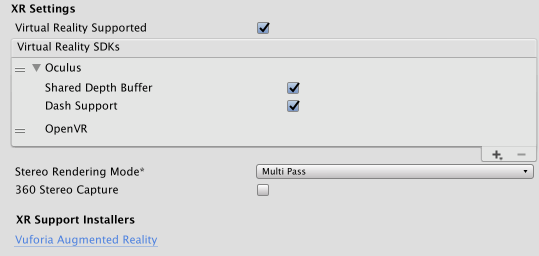 XR Settings
Virtual Reality Supported
Virtual Reality SDKs
Oculus
Shared Depth Buffer
Dash Support
OpenVR
Stereo Rendering Mode* Multi Pass
360 Stereo Capture
XR Support Installers
Vuforia Augmented Reality